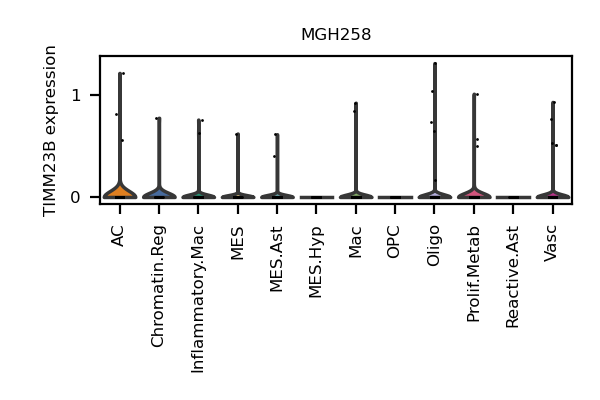 MGH258
TIMM23B expression
1
0
AC
Chromatin.Reg
Inflammatory.Mac
MES
MES.Ast
MES.Hyp
Mac
OPC
Oligo
Prolif.Metab
Reactive.Ast
Vasc